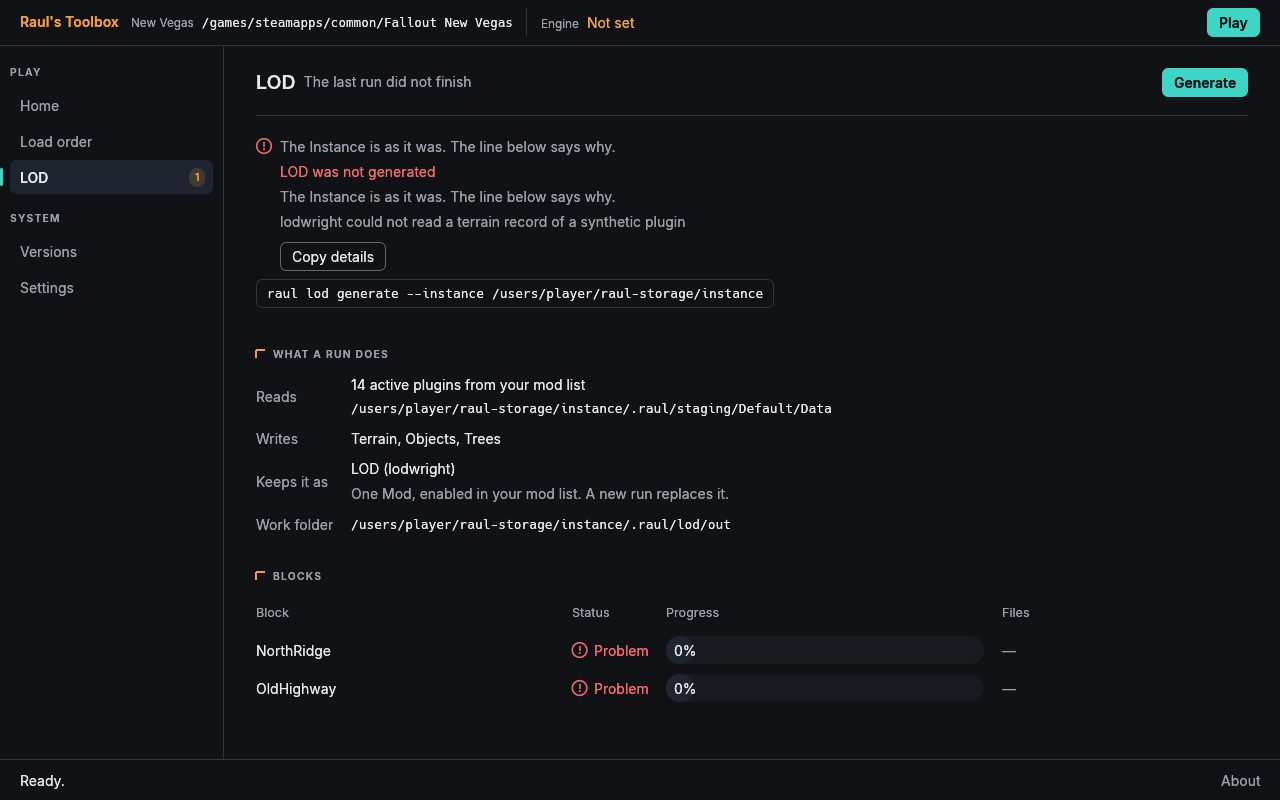 Raul's Toolbox New Vegas /games/steamapps/common/Fallout New Vegas Engine Not set Play
PLAY
Home
Load order
LOD 1
SYSTEM
Versions
Settings
LOD The last run did not finish Generate
The Instance is as it was. The line below says why.
LOD was not generated
The Instance is as it was. The line below says why.
lodwright could not read a terrain record of a synthetic plugin
Copy details
raul lod generate --instance /users/player/raul-storage/instance
WHAT A RUN DOES
Reads 14 active plugins from your mod list
/users/player/raul-storage/instance/.raul/staging/Default/Data
Writes Terrain, Objects, Trees
Keeps it as LOD (lodwright)
One Mod, enabled in your mod list. A new run replaces it.
Work folder /users/player/raul-storage/instance/.raul/lod/out
BLOCKS
Block Status Progress Files
NorthRidge Problem 0% —
OldHighway Problem 0% —
Ready. About